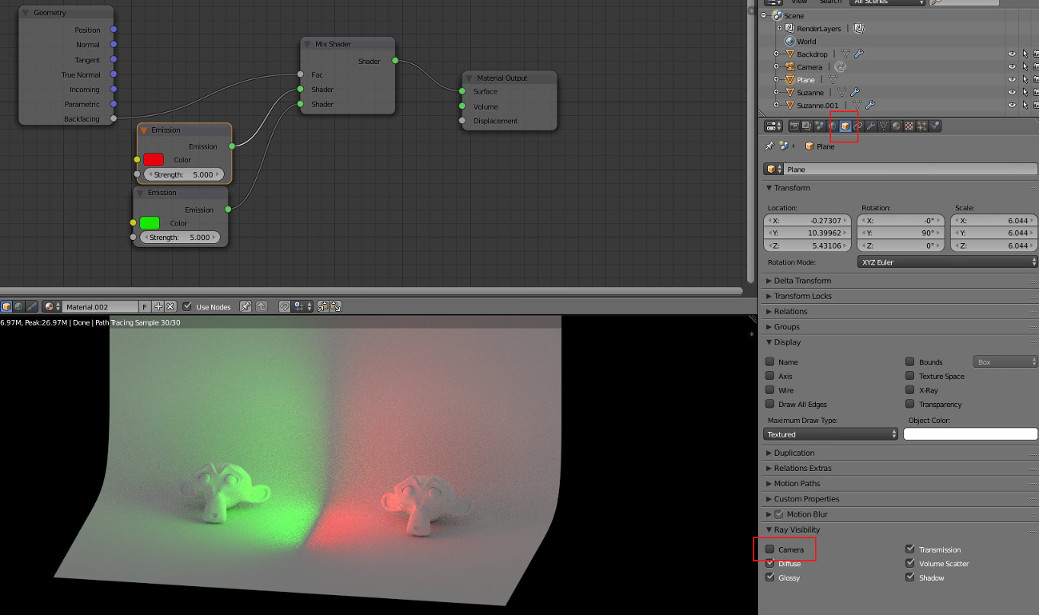 Geometry
Position
Normal
Tangent
True Normal
Incoming
Parametric
Backfacing
Mix Shader
Shader
Fac
Shader
Shader
Material Output
Surface
Volume
Displacement
Emission
Emission
Color
Strength: 5.000
Emission
Emission
Color
Strength: 5.000
Material.002 F Use Nodes
6.97M, Peak:26.97M | Done | Path Tracing Sample 30/30
View Search All Scenes
Scene
RenderLayers
World
Backdrop
Camera
Plane
Suzanne
Suzanne.001
Plane
Plane
Transform
Location: Rotation: Scale:
X: -0.27307 X: -0° X: 6.044
Y: 10.39962 Y: 90° Y: 6.044
Z: 5.43106 Z: 0° Z: 6.044
Rotation Mode: XYZ Euler
Delta Transform
Transform Locks
Relations
Groups
Display
Name Bounds Box
Axis Texture Space
Wire X-Ray
Draw All Edges Transparency
Maximum Draw Type: Object Color:
Textured
Duplication
Relations Extras
Motion Paths
Custom Properties
Motion Blur
Ray Visibility
Camera Transmission
Diffuse Volume Scatter
Glossy Shadow